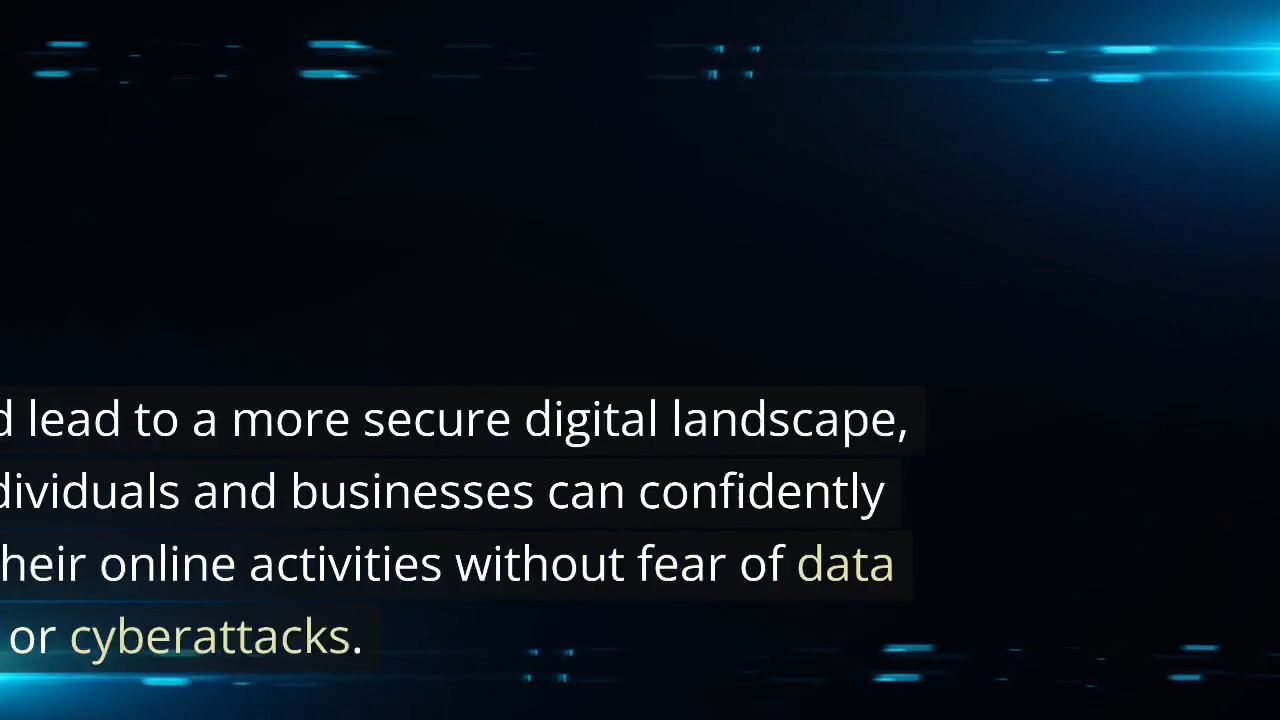 d lead to a more secure digital landscape,
dividuals and businesses can confidently
heir online activities without fear of data
or cyberattacks.